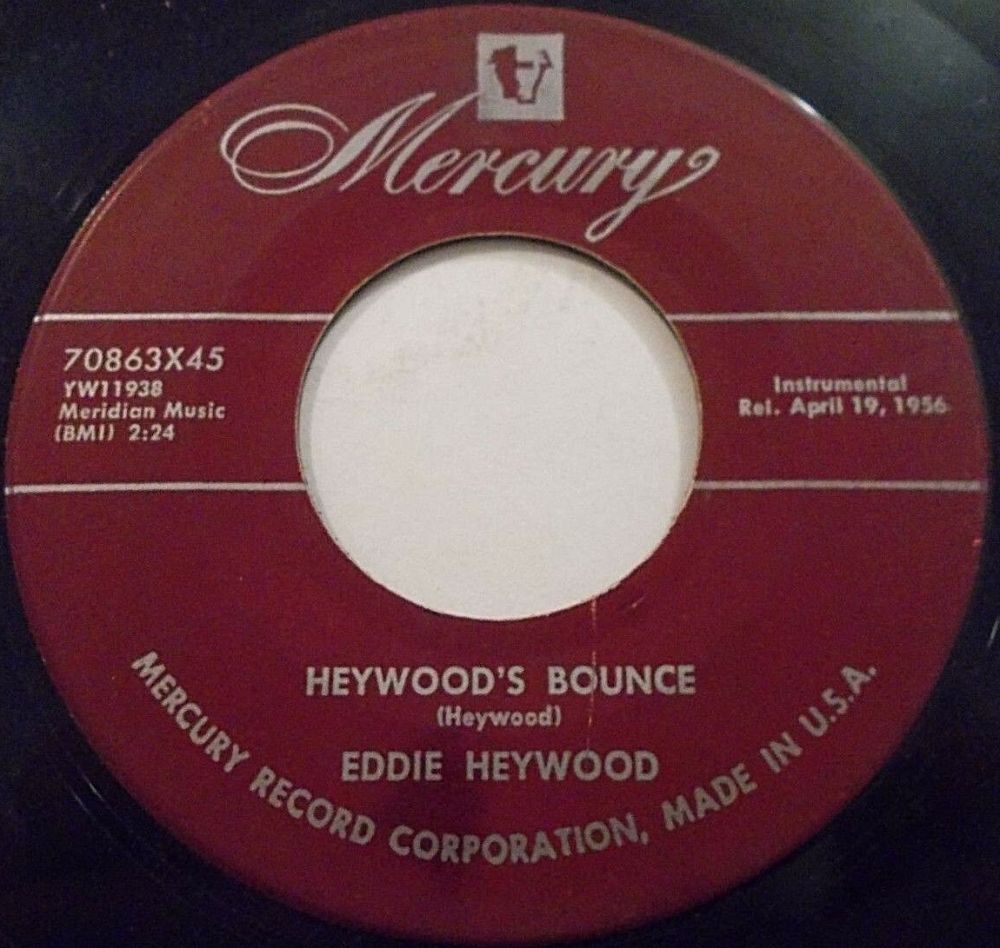 Mercury
70863X45
YW11938
Meridian Music
(BMI) 2:24
Instrumental
Rel. April 19, 1956
HEYWOOD'S BOUNCE
(Heywood)
EDDIE HEYWOOD
MERCURY RECORD CORPORATION, MADE IN U.S.A.